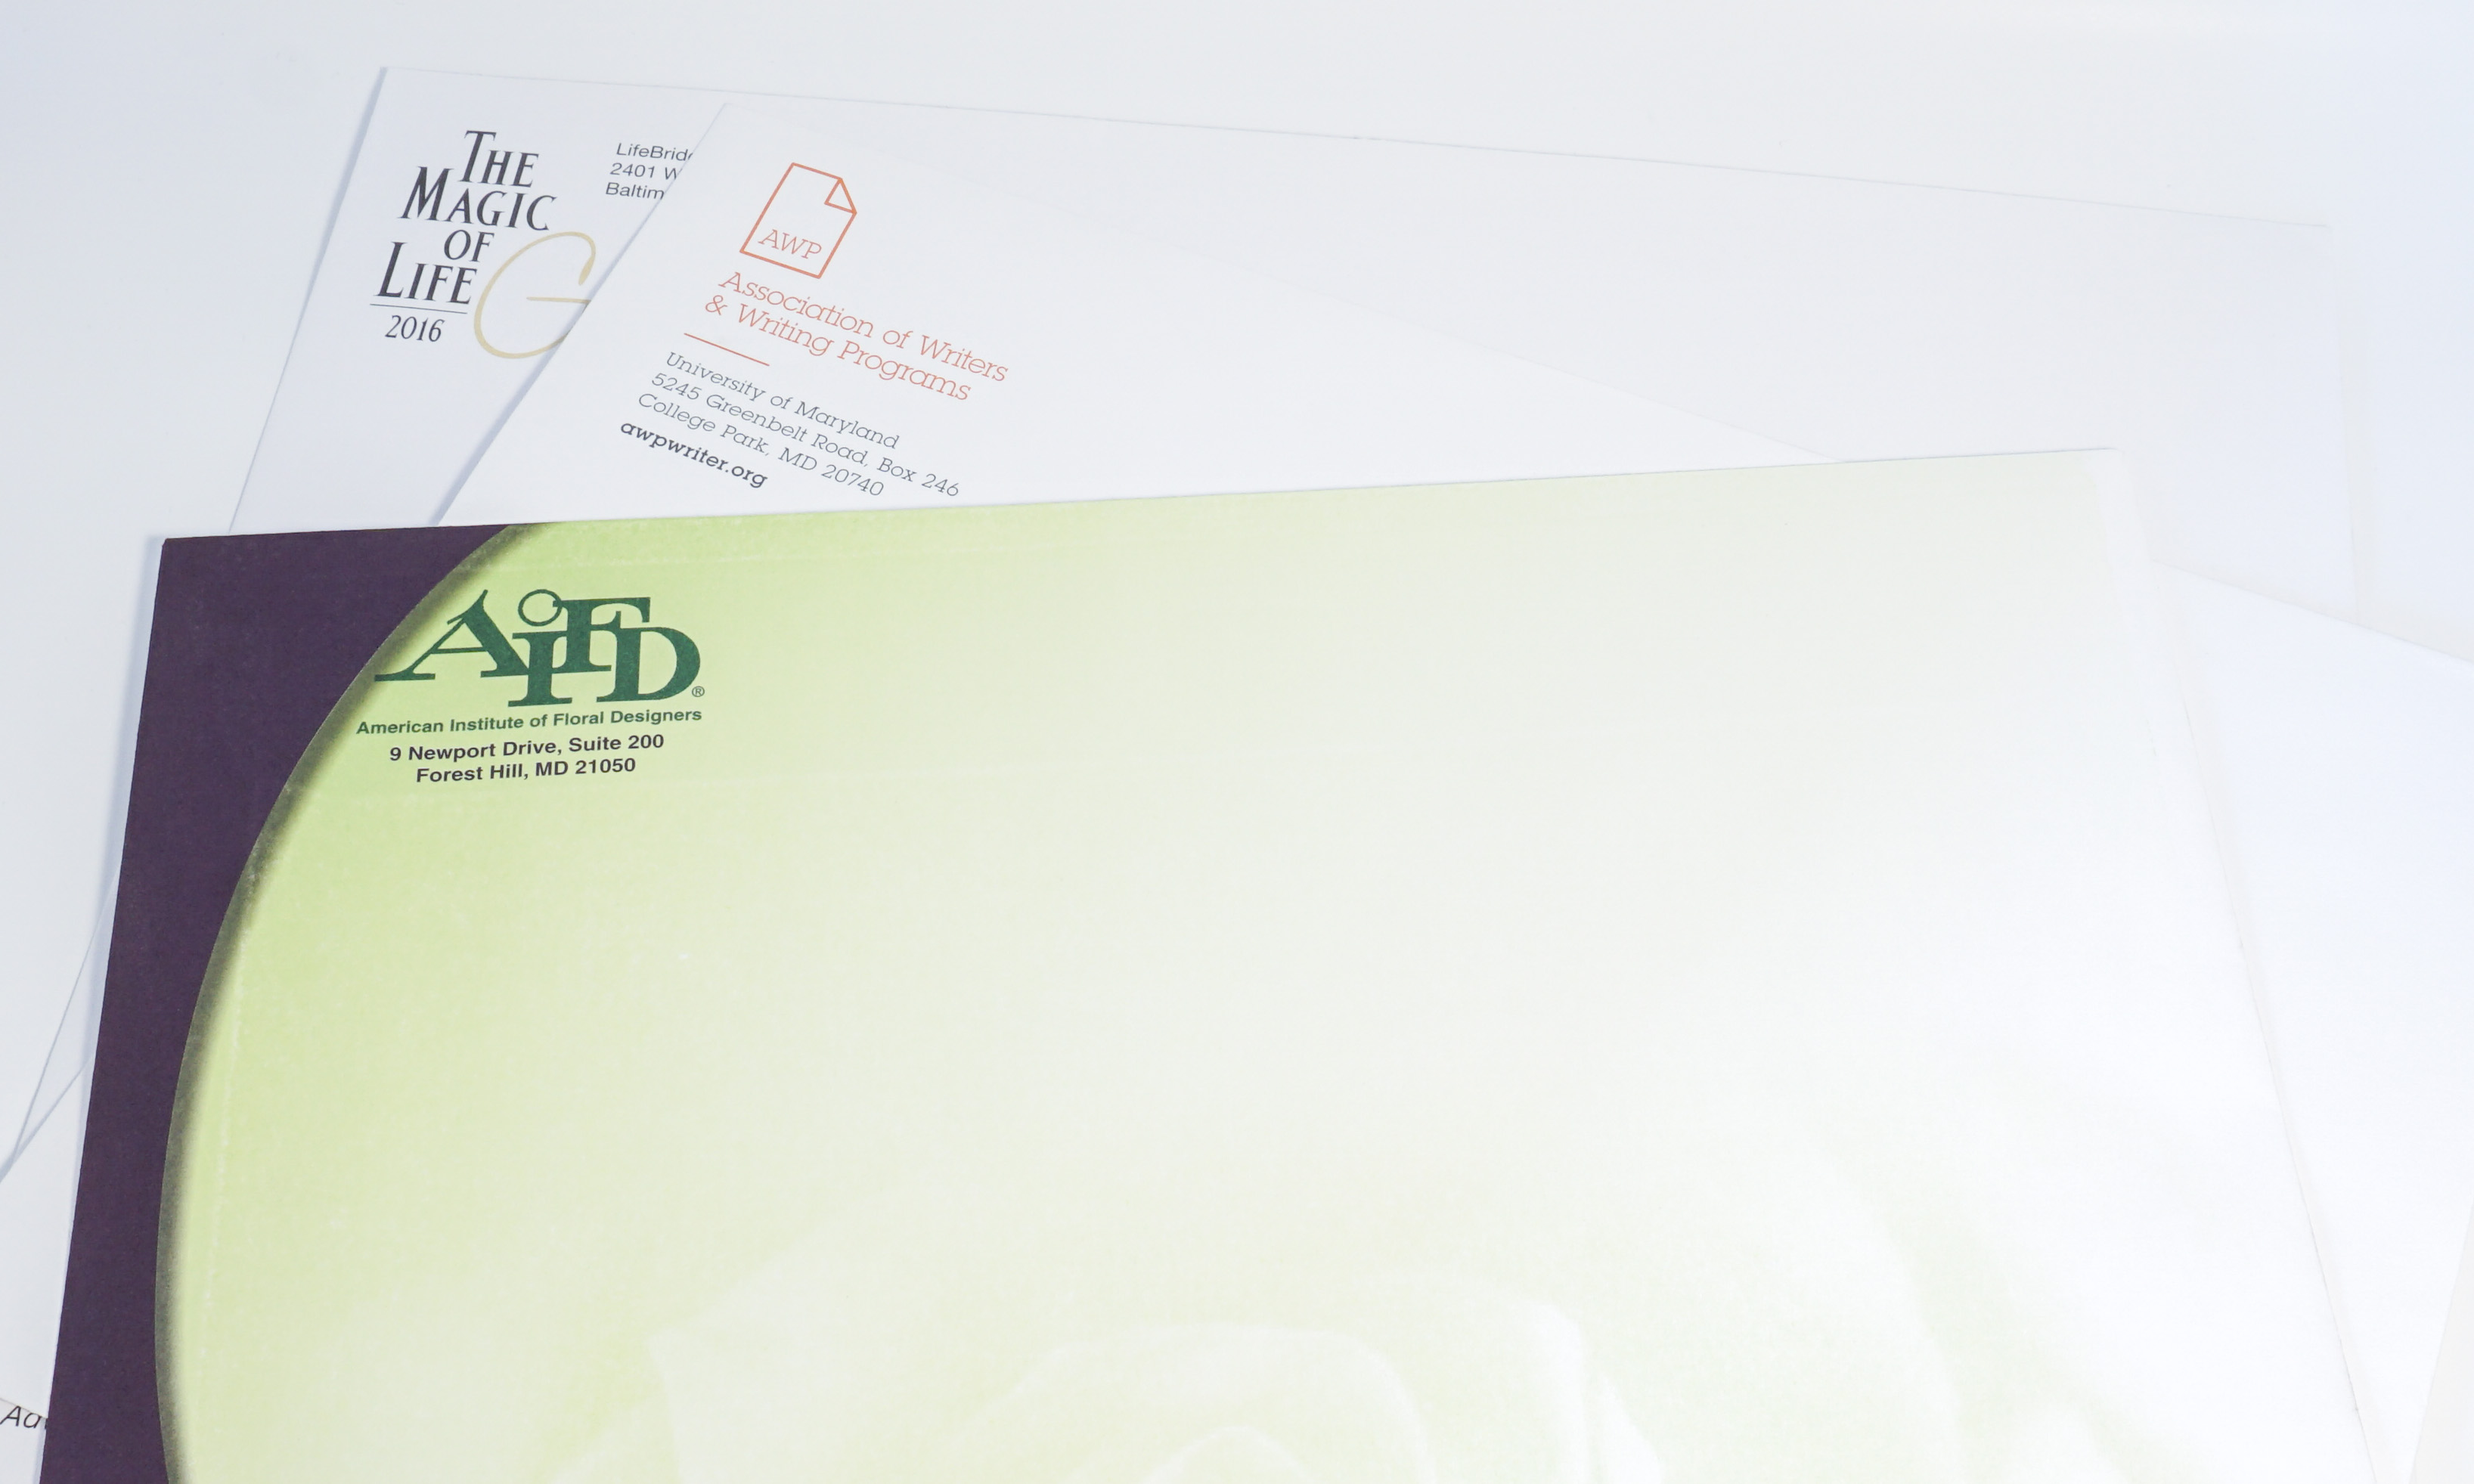 THE
MAGIC
OF
LIFE
2016
G
2401 W
AWP
Association of Writers
& Writing Programs
University of Maryland
5245 Greenbelt Road, Box 246
College Park, MD 20740
awpwriter.org
AIFD®
American Institute of Floral Designers
9 Newport Drive, Suite 200
Forest Hill, MD 21050